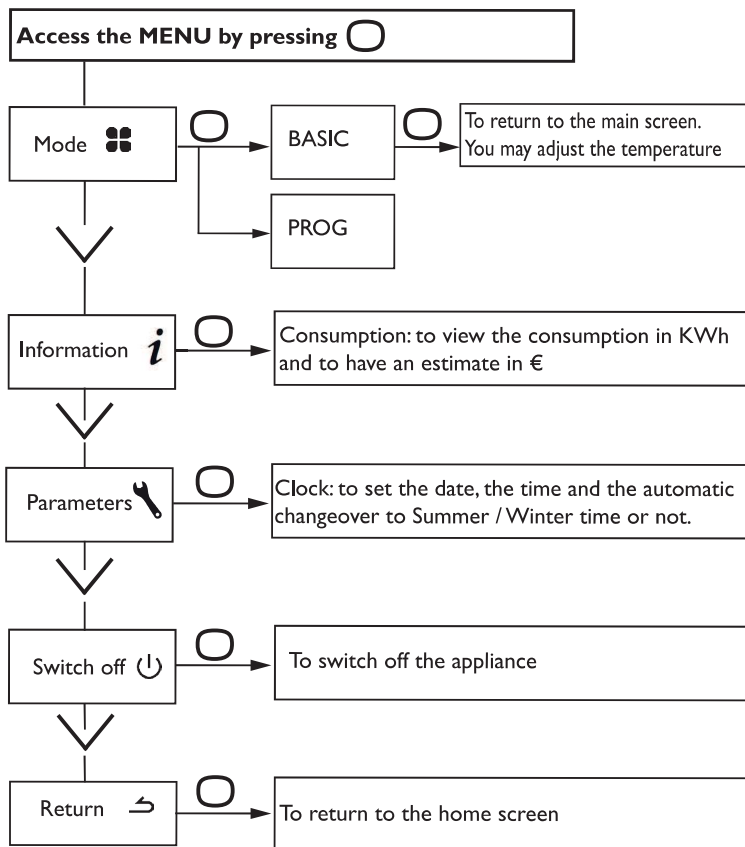 Access the MENU by pressing
Mode
BASIC
To return to the main screen.
You may adjust the temperature
PROG
Information
Consumption: to view the consumption in KWh
and to have an estimate in €
Parameters
Clock: to set the date, the time and the automatic
changeover to Summer / Winter time or not.
Switch off
To switch off the appliance
Return
To return to the home screen